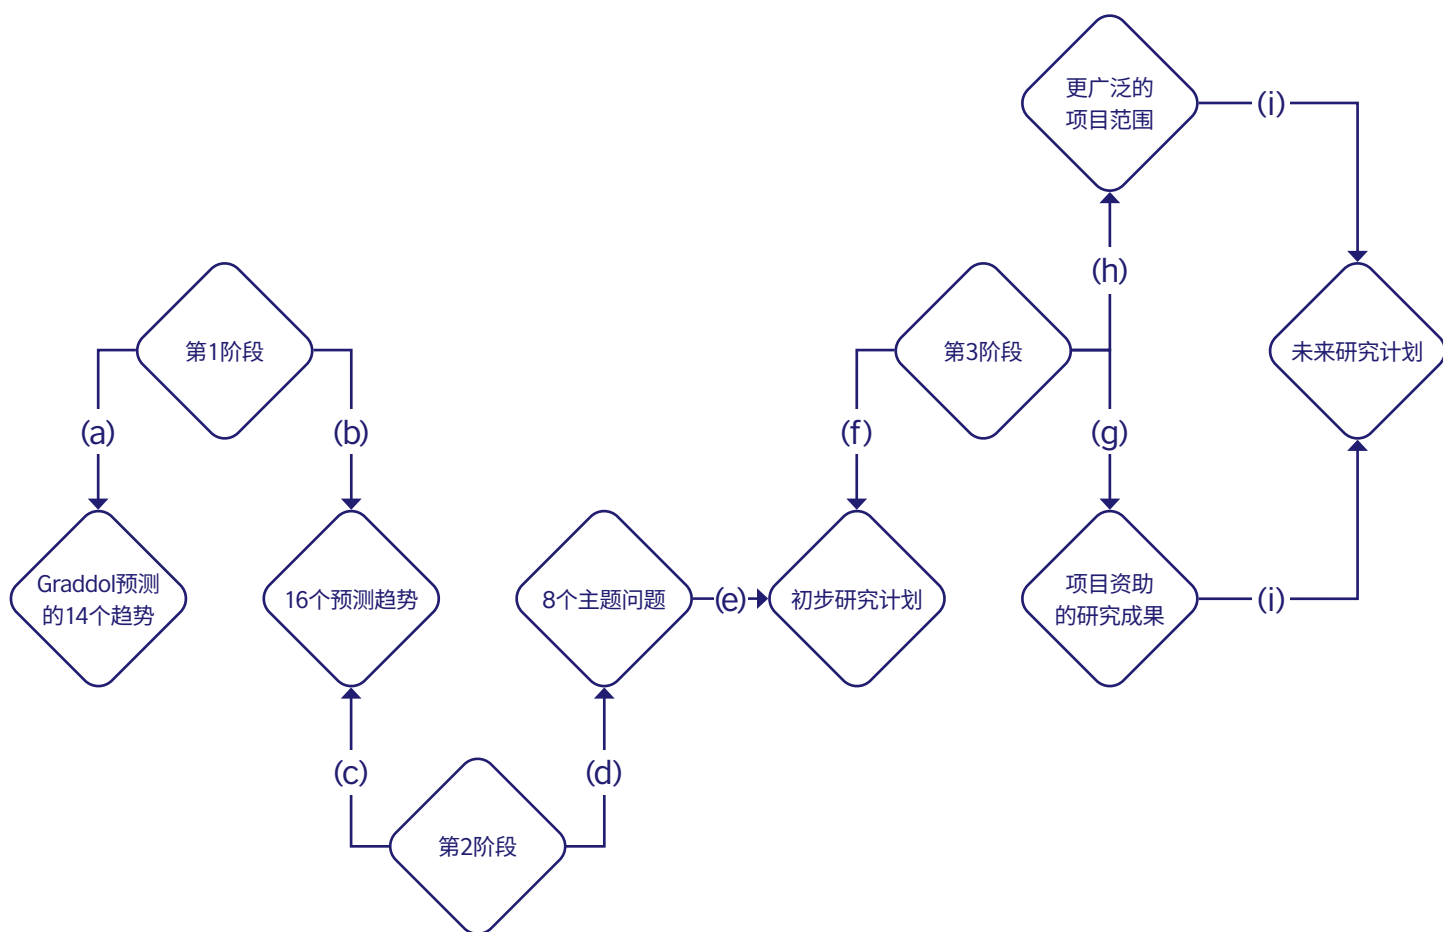 更广泛的
项目范围
(i)
(h)
第1阶段
第3阶段
未来研究计划
(a)
(b)
(f)
(g)
Graddol预测
的14个趋势
16个预测趋势
8个主题问题
(e)
初步研究计划
项目资助
的研究成果
(i)
(c)
(d)
第2阶段